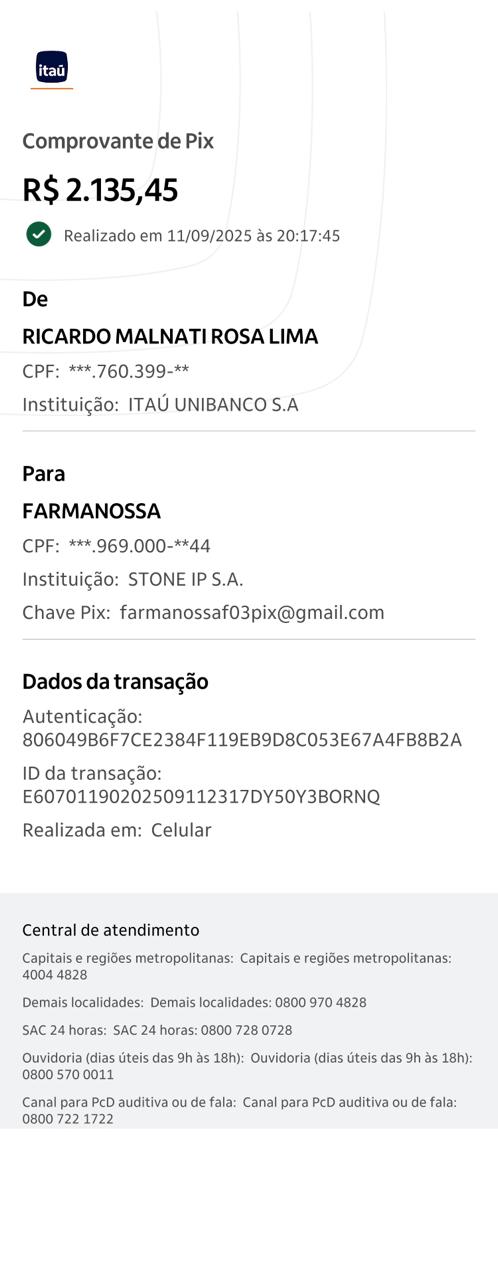 itaú
Comprovante de Pix
R$ 2.135,45
Realizado em 11/09/2025 às 20:17:45
De
RICARDO MALNATI ROSA LIMA
CPF: ***.760.399-**
Instituição: ITAÚ UNIBANCO S.A
Para
FARMANOSSA
CPF: ***.969.000-**44
Instituição: STONE IP S.A.
Chave Pix: farmanossaf03pix@gmail.com
Dados da transação
Autenticação:
806049B6F7CE2384F119EB9D8C053E67A4FB8B2A
ID da transação:
E60701190202509112317DY50Y3BORNQ
Realizada em: Celular
Central de atendimento
Capitais e regiões metropolitanas: Capitais e regiões metropolitanas:
4004 4828
Demais localidades: Demais localidades: 0800 970 4828
SAC 24 horas: SAC 24 horas: 0800 728 0728
Ouvidoria (dias úteis das 9h às 18h): Ouvidoria (dias úteis das 9h às 18h):
0800 570 0011
Canal para PcD auditiva ou de fala: Canal para PcD auditiva ou de fala:
0800 722 1722